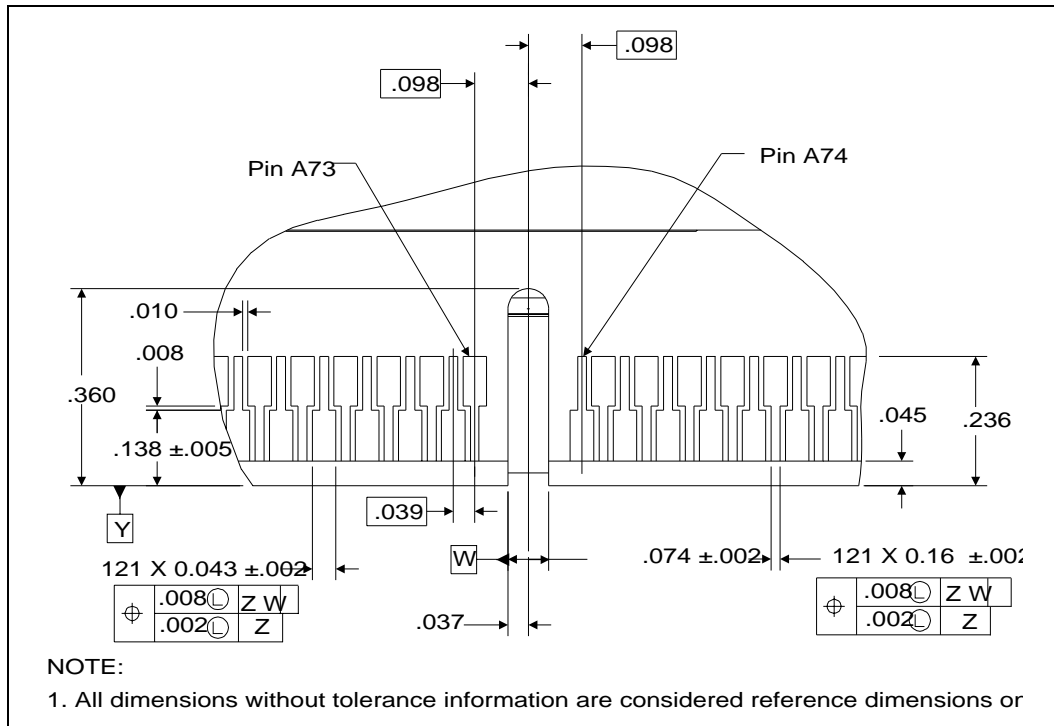 .098
.098
Pin A73
Pin A74
.010
.008
.360
.045
.236
.138 ±.005
.039
Y
W
.074 ±.002
121 X 0.16 ±.002
121 X 0.043 ±.002
.008 Ⓛ Z W
.002 Ⓛ Z
.008 Ⓛ Z W
.002 Ⓛ Z
.037
NOTE:
1. All dimensions without tolerance information are considered reference dimensions on